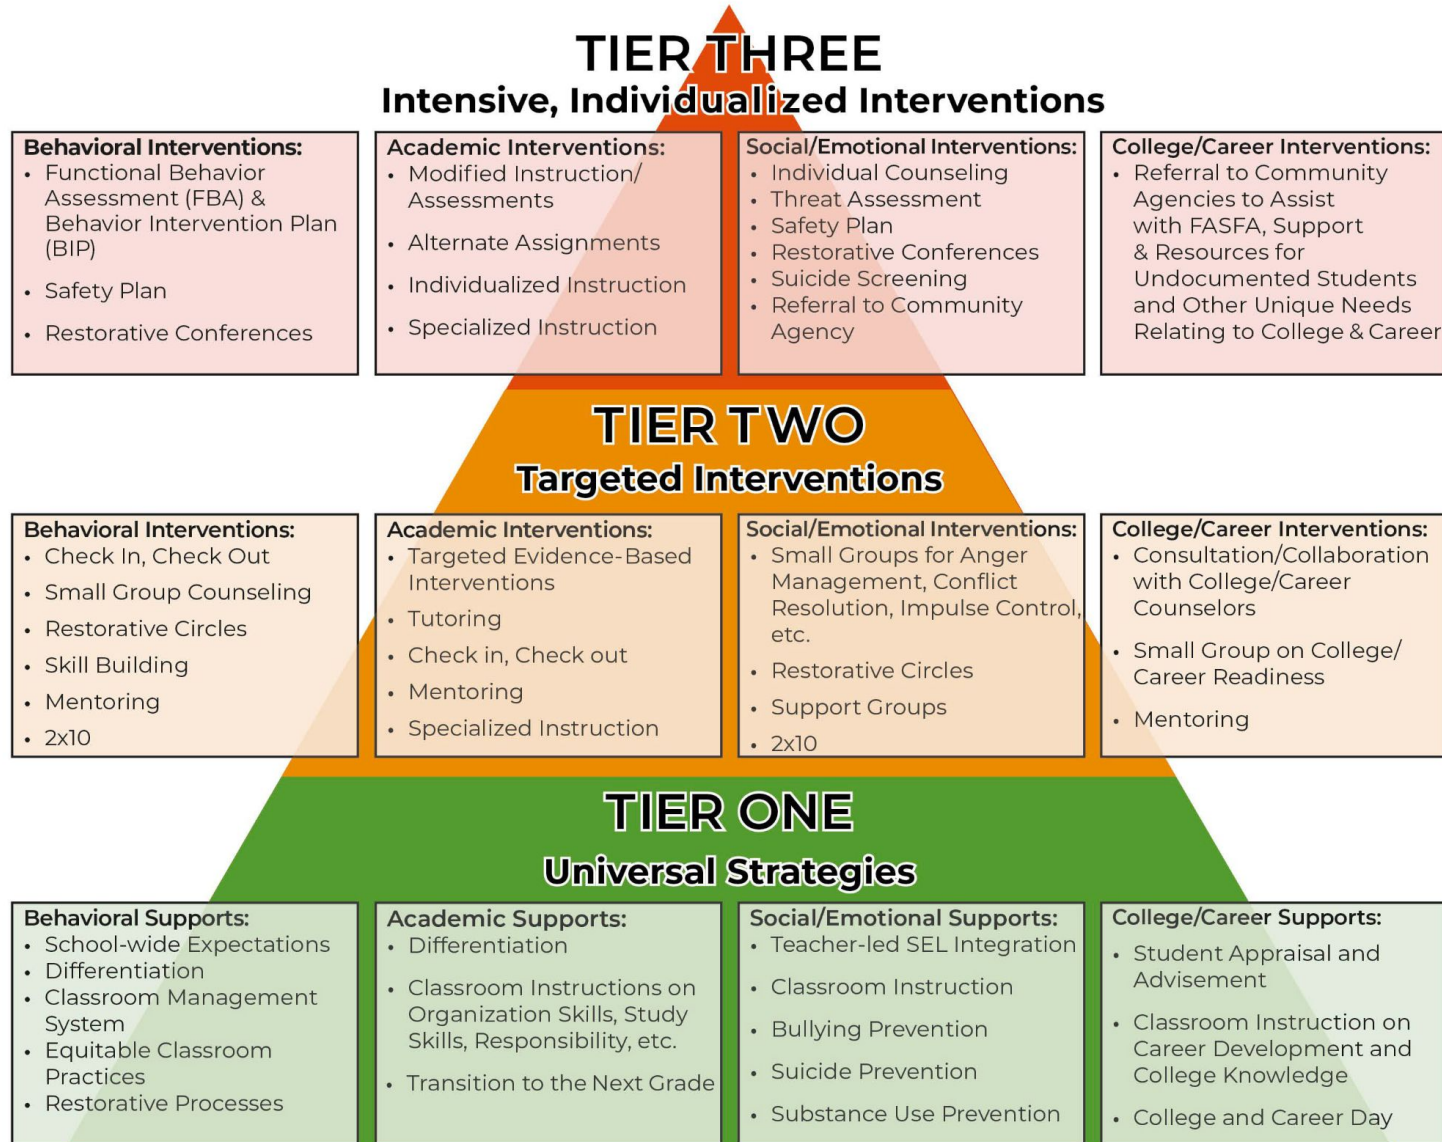 TIER THREE
Intensive, Individualized Interventions
Behavioral Interventions:
• Functional Behavior
Assessment (FBA) &
Behavior Intervention Plan
(BIP)
• Safety Plan
• Restorative Conferences
Academic Interventions:
• Modified Instruction/
Assessments
• Alternate Assignments
• Individualized Instruction
• Specialized Instruction
Social/Emotional Interventions:
• Individual Counseling
• Threat Assessment
• Safety Plan
• Restorative Conferences
• Suicide Screening
• Referral to Community
Agency
College/Career Interventions:
• Referral to Community
Agencies to Assist
with FASFA, Support
& Resources for
Undocumented Students
and Other Unique Needs
Relating to College & Career
TIER TWO
Targeted Interventions
Behavioral Interventions:
• Check In, Check Out
• Small Group Counseling
• Restorative Circles
• Skill Building
• Mentoring
• 2x10
Academic Interventions:
• Targeted Evidence-Based
Interventions
• Tutoring
• Check in, Check out
• Mentoring
• Specialized Instruction
Social/Emotional Interventions:
• Small Groups for Anger
Management, Conflict
Resolution, Impulse Control,
etc.
• Restorative Circles
• Support Groups
• 2x10
College/Career Interventions:
• Consultation/Collaboration
with College/Career
Counselors
• Small Group on College/
Career Readiness
• Mentoring
TIER ONE
Universal Strategies
Behavioral Supports:
• School-wide Expectations
• Differentiation
• Classroom Management
System
• Equitable Classroom
Practices
• Restorative Processes
Academic Supports:
• Differentiation
• Classroom Instructions on
Organization Skills, Study
Skills, Responsibility, etc.
• Transition to the Next Grade
Social/Emotional Supports:
• Teacher-led SEL Integration
• Classroom Instruction
• Bullying Prevention
• Suicide Prevention
• Substance Use Prevention
College/Career Supports:
• Student Appraisal and
Advisement
• Classroom Instruction on
Career Development and
College Knowledge
• College and Career Day